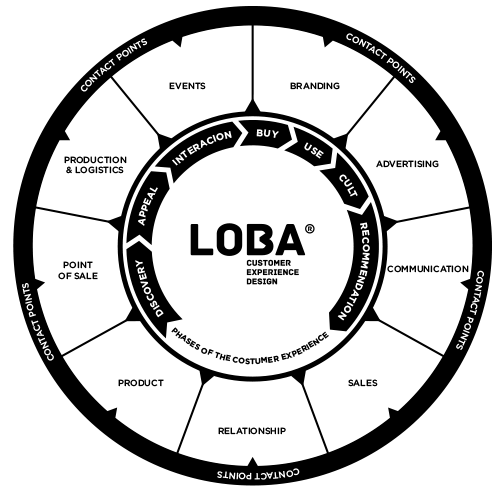 CONTACT POINTS
CONTACT POINTS
EVENTS
BRANDING
PRODUCTION
& LOGISTICS
ADVERTISING
POINT
OF SALE
COMMUNICATION
PRODUCT
SALES
RELATIONSHIP
CONTACT POINTS
CONTACT POINTS
CONTACT POINTS
DISCOVERY
APPEAL
INTERACION
BUY
USE
CULT
RECOMMENDATION
LOBA®
CUSTOMER
EXPERIENCE
DESIGN
PHASES OF THE COSTUMER EXPERIENCE